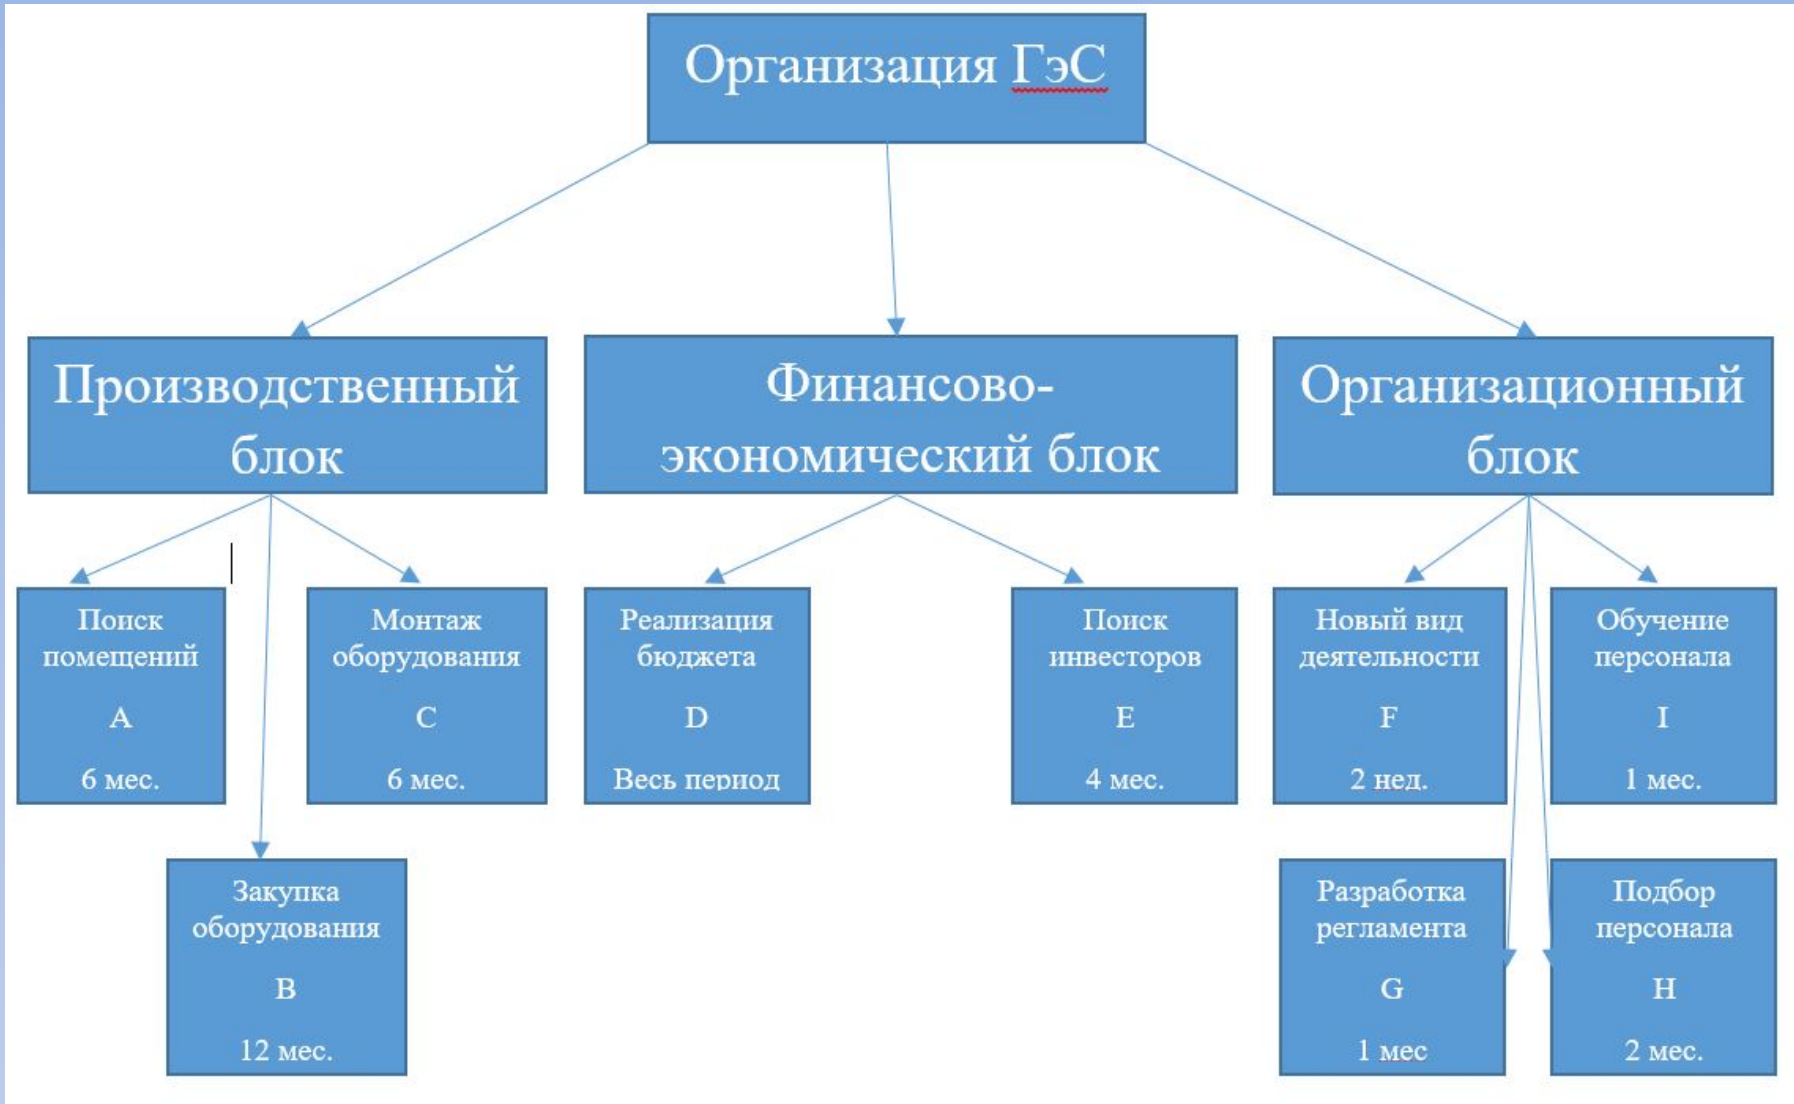 Организация ГэС
Производственный
блок
Финансово-
экономический блок
Организационный
блок
Поиск
помещений
A
6 мес.
Монтаж
оборудования
C
6 мес.
Закупка
оборудования
B
12 мес.
Реализация
бюджета
D
Весь период
Поиск
инвесторов
E
4 мес.
Новый вид
деятельности
F
2 нед.
Обучение
персонала
I
1 мес.
Разработка
регламента
G
1 мес
Подбор
персонала
H
2 мес.